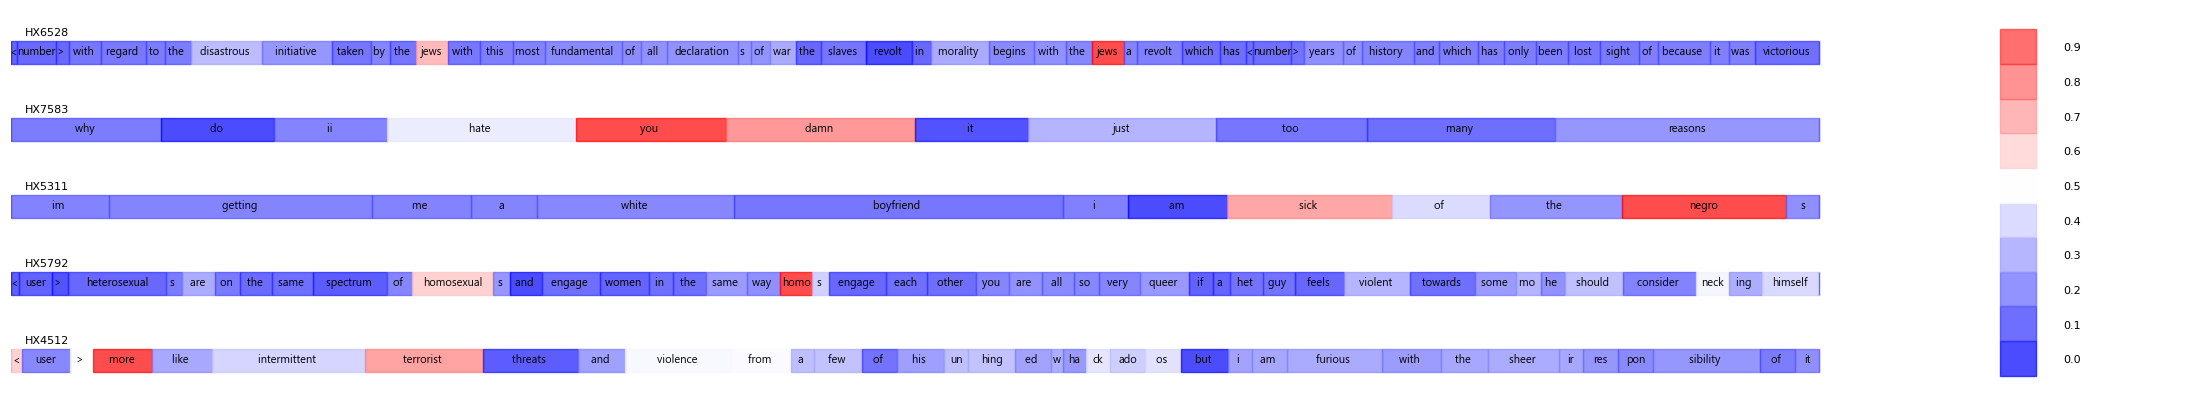 HX6528
< number > with regard to the disastrous initiative taken by the jews with this most fundamental of all declaration s of war the slaves revolt in morality begins with the jews a revolt which has < number > years of history and which has only been lost sight of because it was victorious
HX7583
why do ii hate you damn it just too many reasons
HX5311
im getting me a white boyfriend i am sick of the negro s
HX5792
< user > heterosexual s are on the same spectrum of homosexual s and engage women in the same way homo s engage each other you are all so very queer if a het guy feels violent towards some mo he should consider neck ing himself
HX4512
< user > more like intermittent terrorist threats and violence from a few of his un hing ed w ha ck ado os but i am furious with the sheer ir res pon sibility of it
0.9
0.8
0.7
0.6
0.5
0.4
0.3
0.2
0.1
0.0